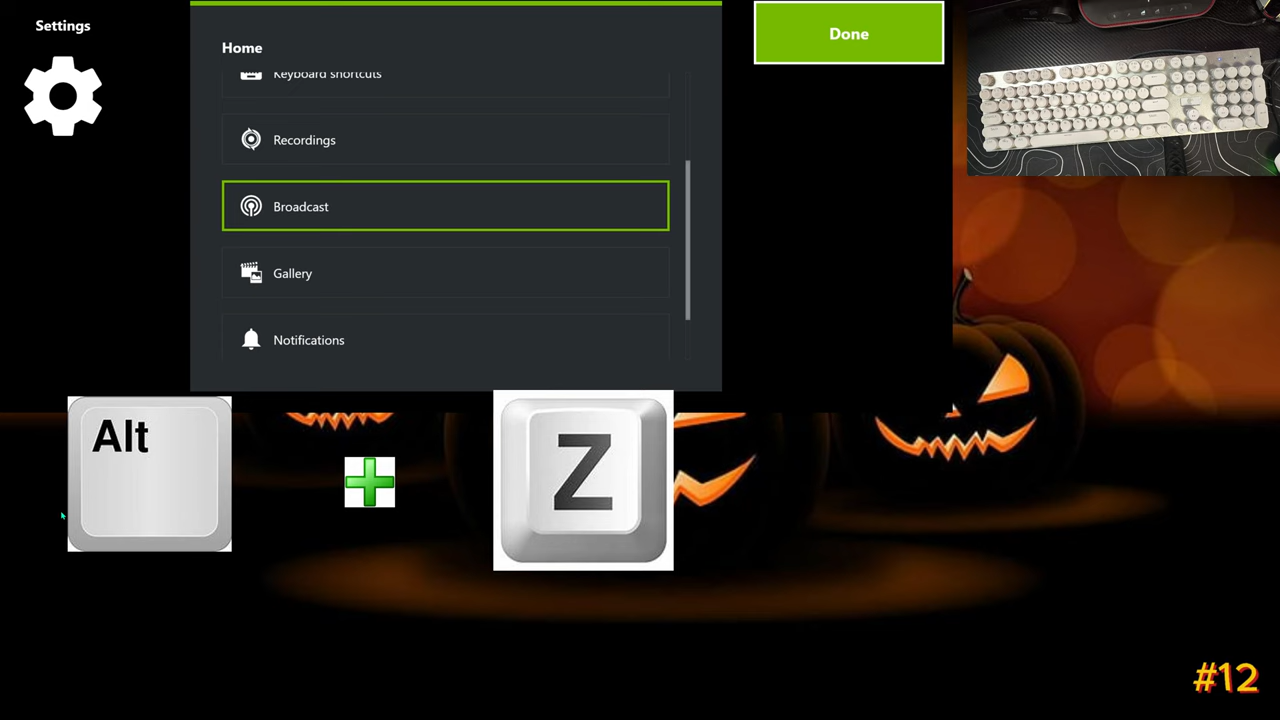 Settings
Home
Done
Keyboard shortcuts
Recordings
Broadcast
Gallery
Notifications
Alt
Z
#12